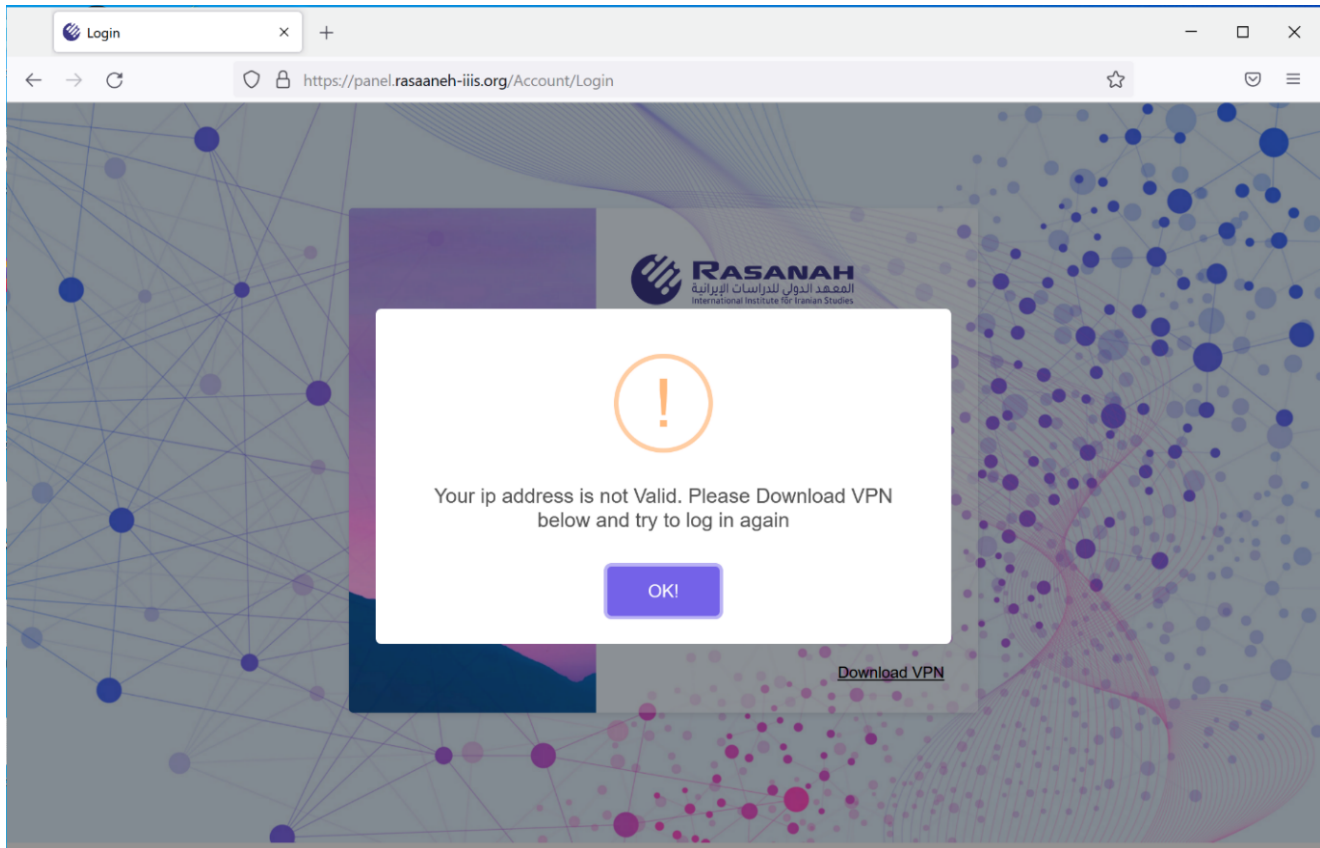 Login
https://panel.rasaaneh-iiis.org/Account/Login
RASANAH
المعهد الدولي للدراسات الإيرانية
International Institute for Iranian Studies
!
Your ip address is not Valid. Please Download VPN
below and try to log in again
OK!
Download VPN